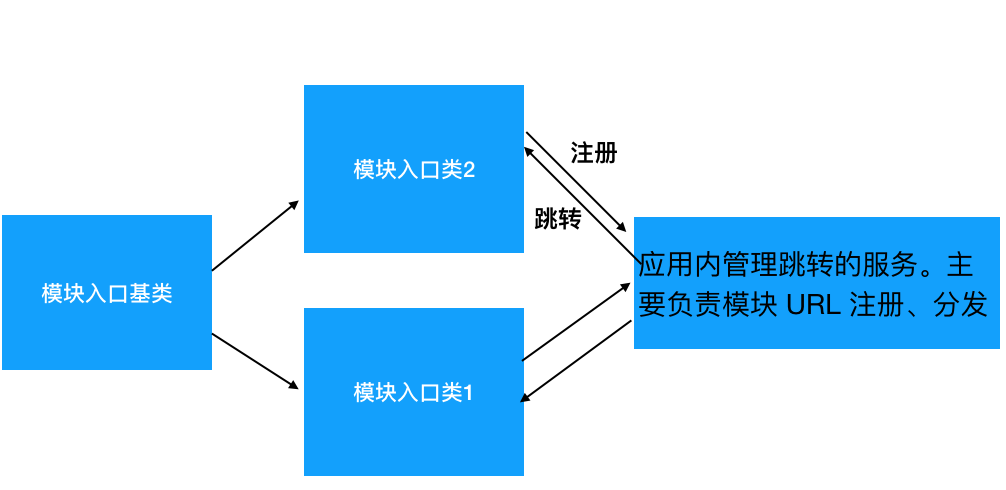 模块入口类2
注册
跳转
模块入口基类
应用内管理跳转的服务。主
要负责模块 URL 注册、分发
模块入口类1